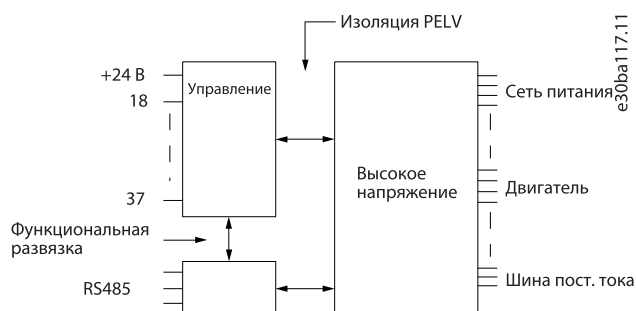 Изоляция PELV
+24 В
18
37
Управление
Высокое
напряжение
Сеть питания
Двигатель
Шина пост. тока
Функциональная
развязка
RS485
e30ba117.11